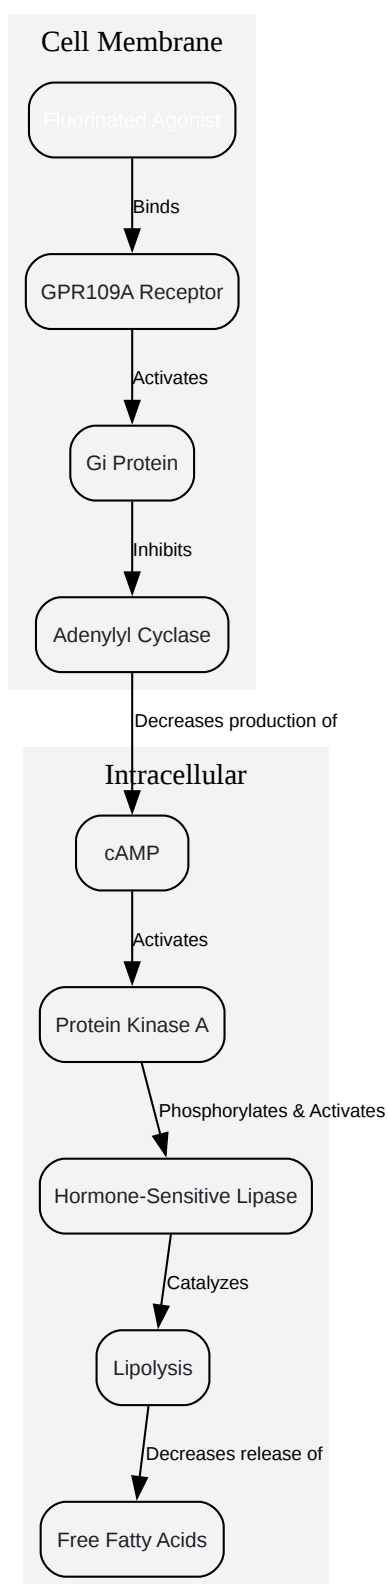 Cell Membrane
Fluorinated Agonist
Binds
GPR109A Receptor
Activates
Gi Protein
Inhibits
Adenylyl Cyclase
Decreases production of
Intracellular
cAMP
Activates
Protein Kinase A
Phosphorylates & Activates
Hormone-Sensitive Lipase
Catalyzes
Lipolysis
Decreases release of
Free Fatty Acids